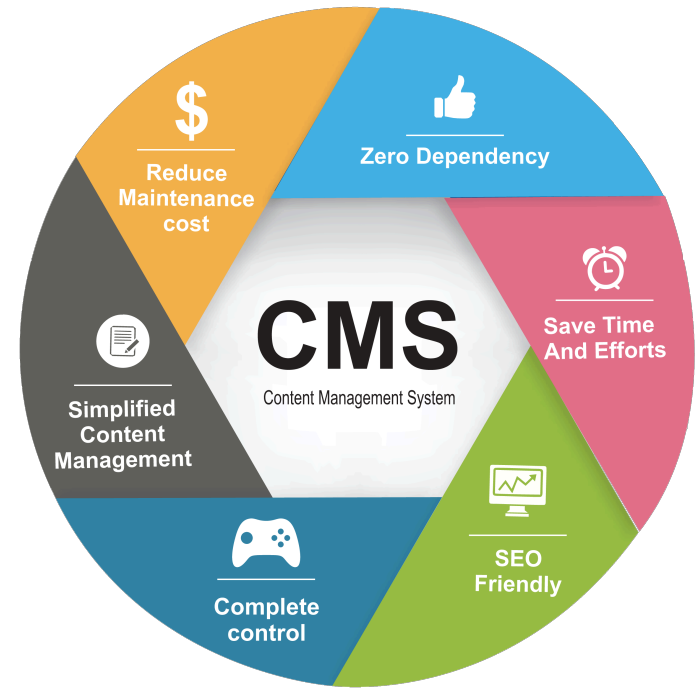 $
Reduce
Maintenance
cost
Zero Dependency
Save Time
And Efforts
SEO
Friendly
Complete
control
Simplified
Content
Management
CMS
Content Management System